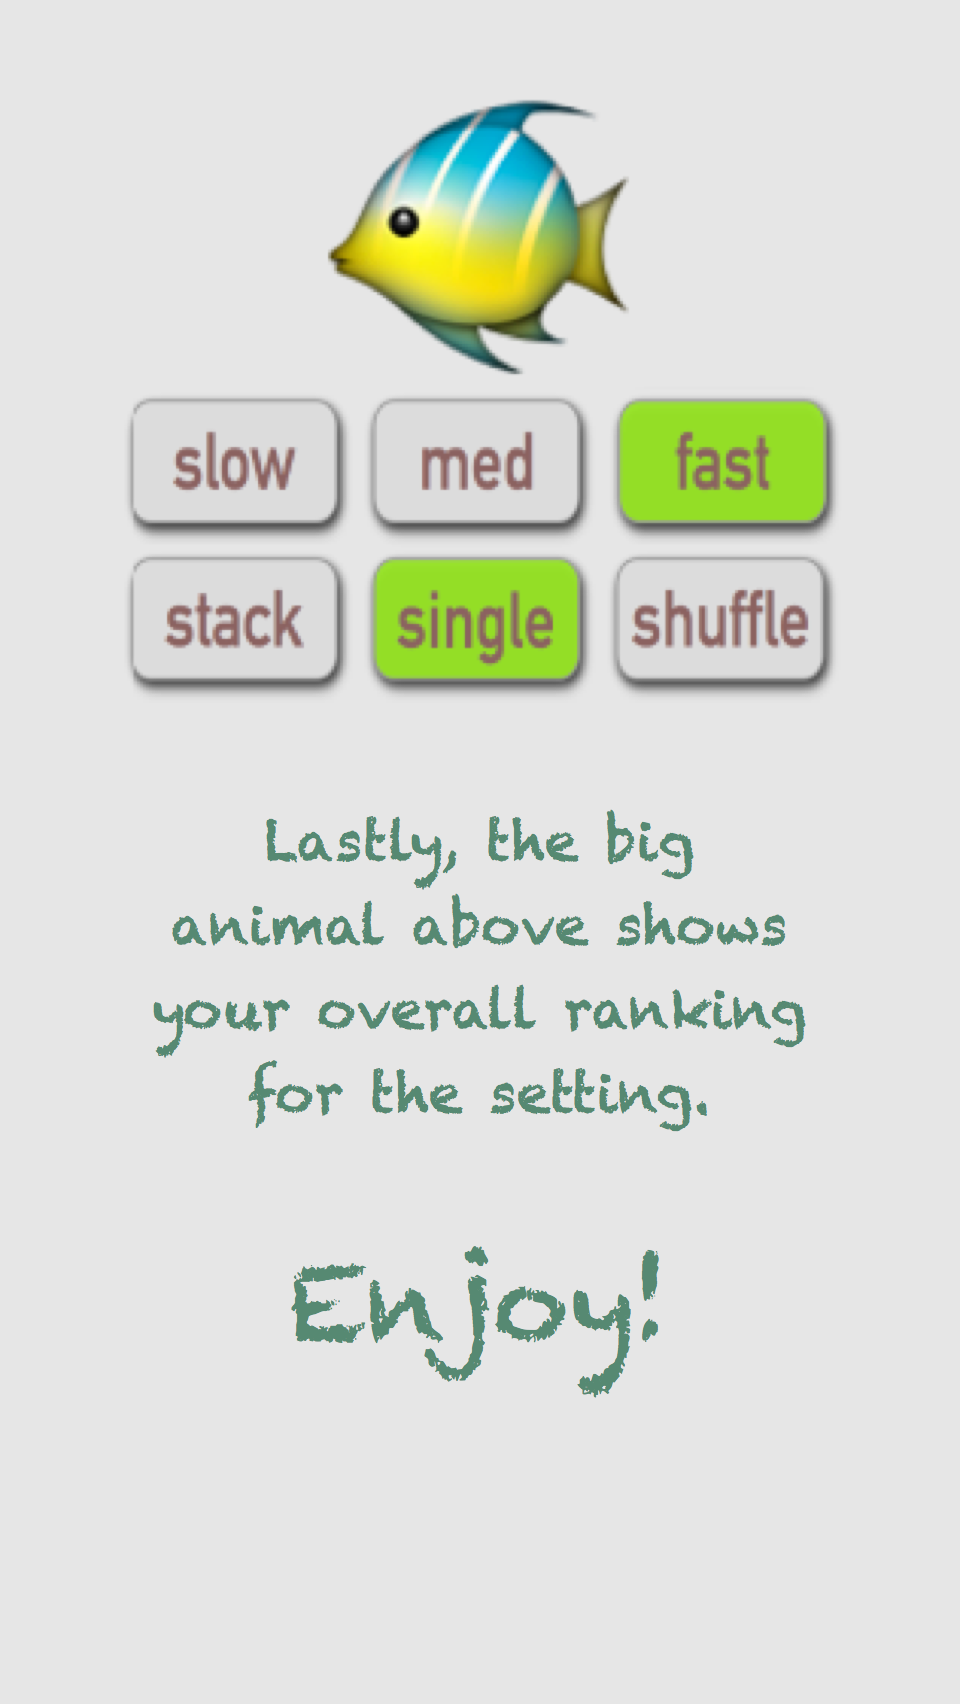 slow med fast
stack single shuffle
Lastly, the big
animal above shows
your overall ranking
for the setting.
Enjoy!